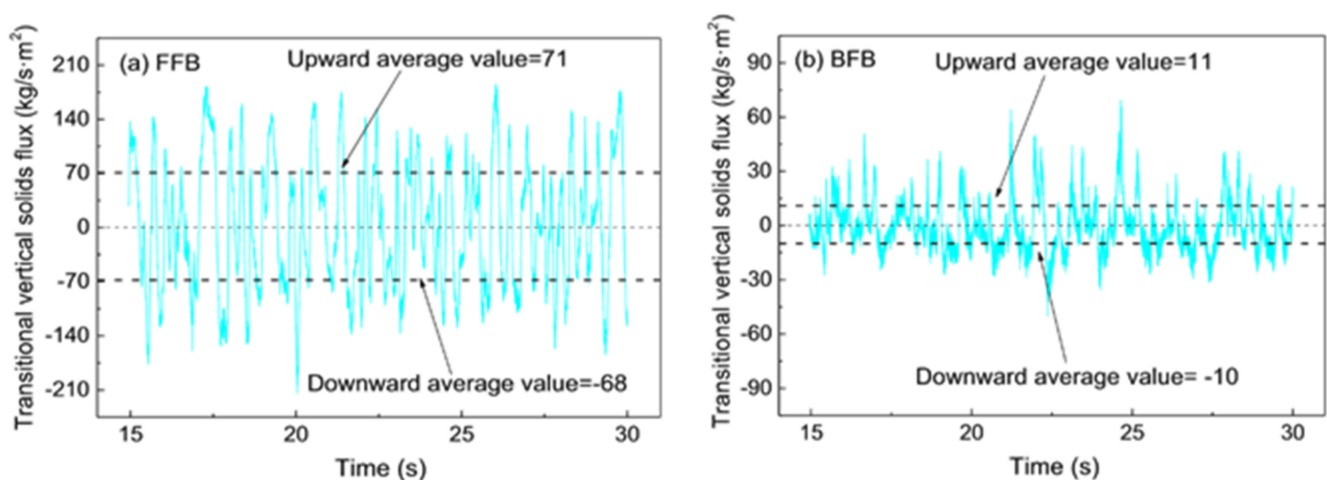 (a) FFB
Upward average value=71
Downward average value=-68
Transitional vertical solids flux (kg/s·m²)
210
140
70
0
-70
-140
-210
15
20
25
30
Time (s)
(b) BFB
Upward average value=11
Downward average value= -10
Transitional vertical solids flux (kg/s·m²)
90
60
30
0
-30
-60
-90
15
20
25
30
Time (s)